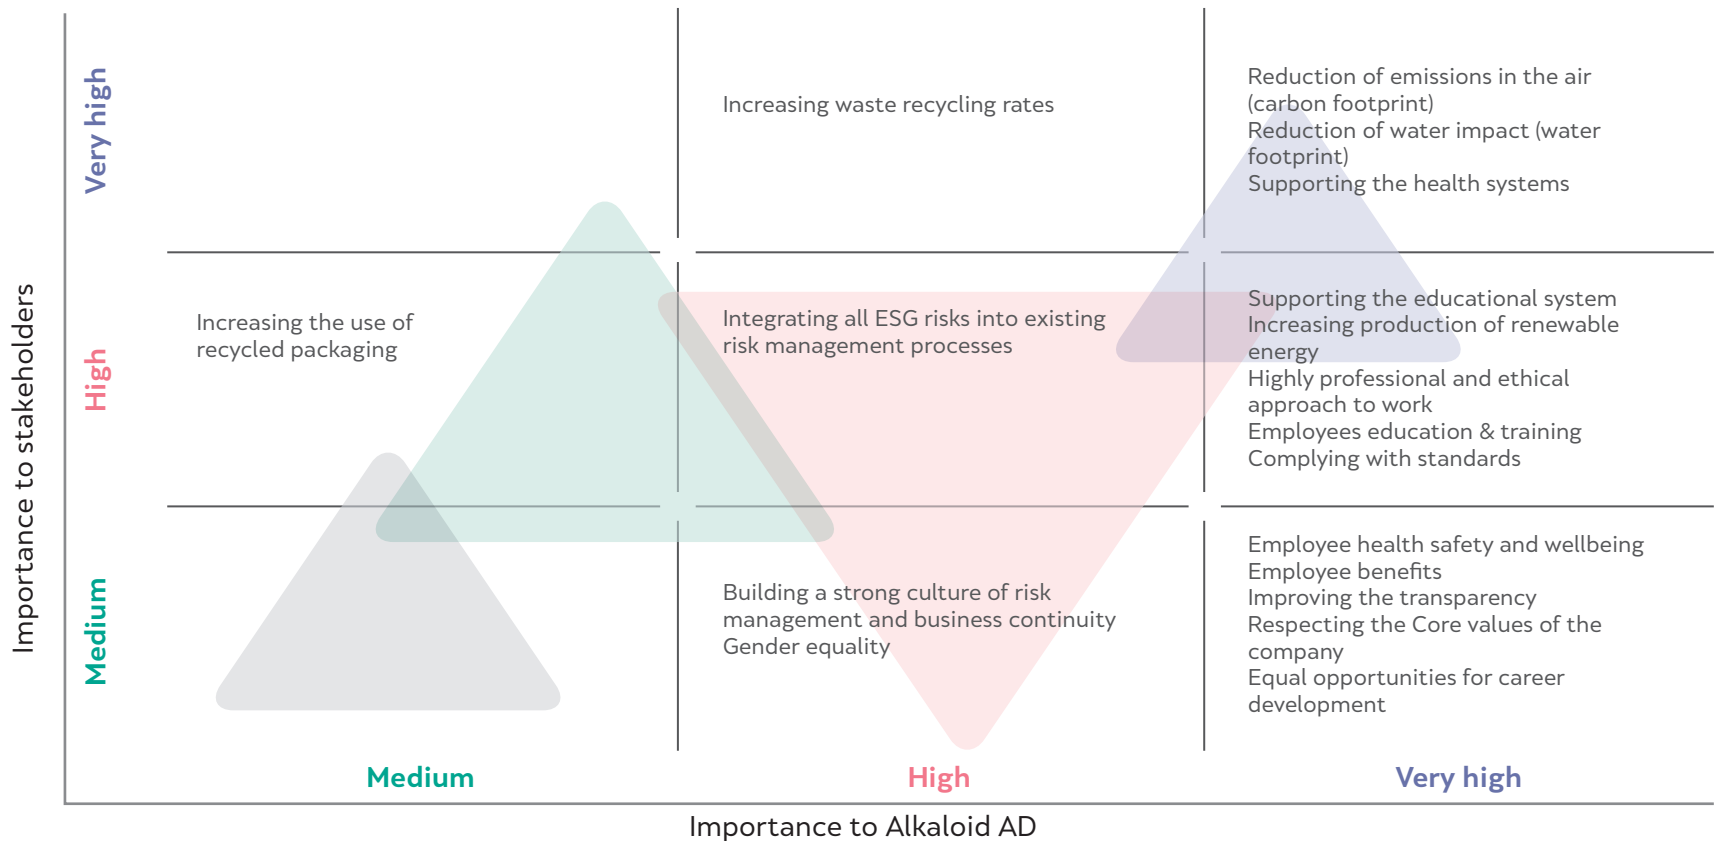 Importance to stakeholders
Very high
Increasing waste recycling rates
Reduction of emissions in the air
(carbon footprint)
Reduction of water impact (water
footprint)
Supporting the health systems
High
Increasing the use of
recycled packaging
Integrating all ESG risks into existing
risk management processes
Supporting the educational system
Increasing production of renewable
energy
Highly professional and ethical
approach to work
Employees education & training
Complying with standards
Medium
Building a strong culture of risk
management and business continuity
Gender equality
Employee health safety and wellbeing
Employee benefits
Improving the transparency
Respecting the Core values of the
company
Equal opportunities for career
development
Medium
High
Very high
Importance to Alkaloid AD